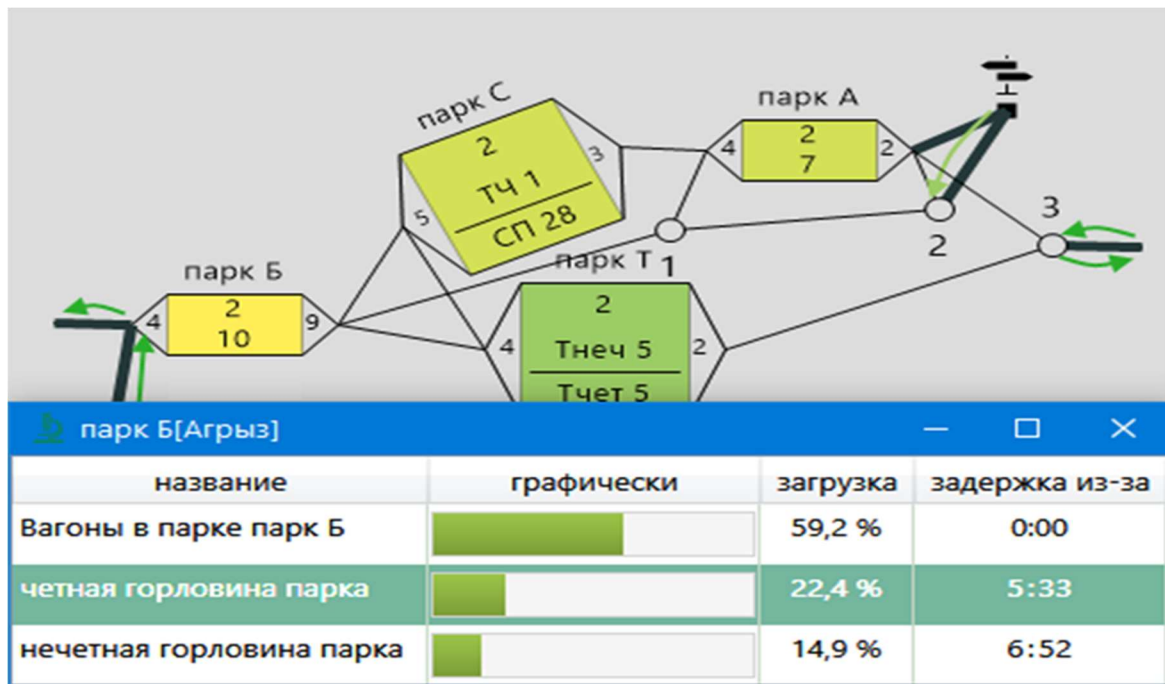 парк С
парк А
2
ТЧ 1
СП 28
3
5
4
2
7
2
3
2
1
парк Т
парк Б
4
2
10
9
2
4
Тнеч 5
2
Тчет 5
парк Б[Агрыз]
название графически загрузка задержка из-за
Вагоны в парке парк Б 59,2 % 0:00
четная горловина парка 22,4 % 5:33
нечетная горловина парка 14,9 % 6:52